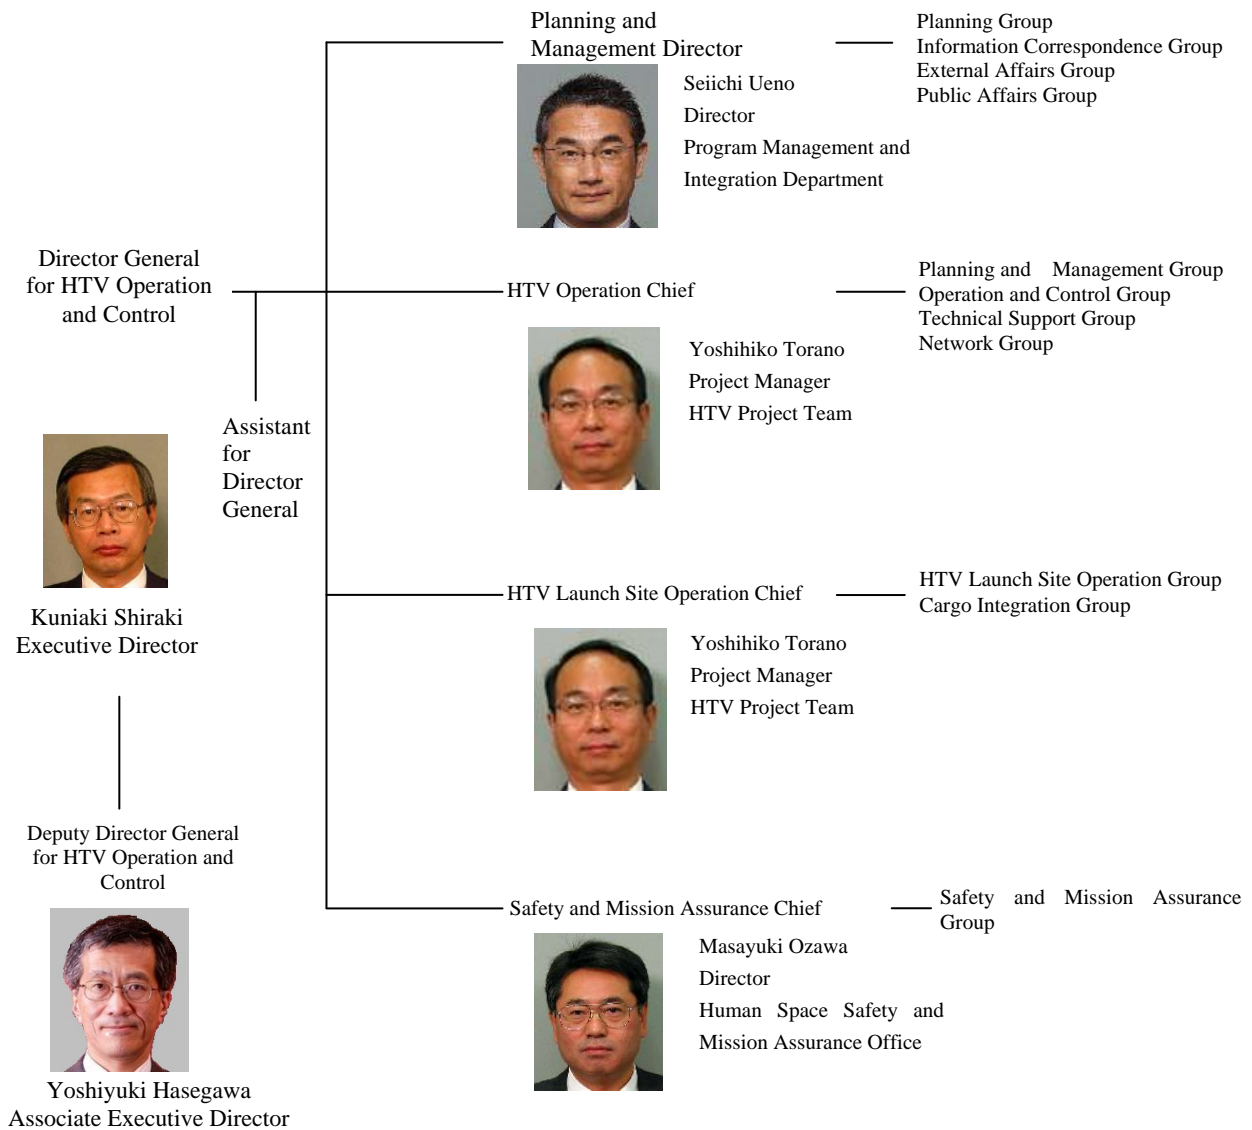 Planning and
Management Director
Planning Group
Information Correspondence Group
External Affairs Group
Public Affairs Group
Seiichi Ueno
Director
Program Management and
Integration Department
Director General
for HTV Operation
and Control
HTV Operation Chief
Planning and Management Group
Operation and Control Group
Technical Support Group
Network Group
Yoshihiko Torano
Project Manager
HTV Project Team
Assistant
for
Director
General
Kuniaki Shiraki
Executive Director
HTV Launch Site Operation Chief
HTV Launch Site Operation Group
Cargo Integration Group
Yoshihiko Torano
Project Manager
HTV Project Team
Deputy Director General
for HTV Operation and
Control
Safety and Mission Assurance Chief
Safety and Mission Assurance
Group
Masayuki Ozawa
Director
Human Space Safety and
Mission Assurance Office
Yoshiyuki Hasegawa
Associate Executive Director